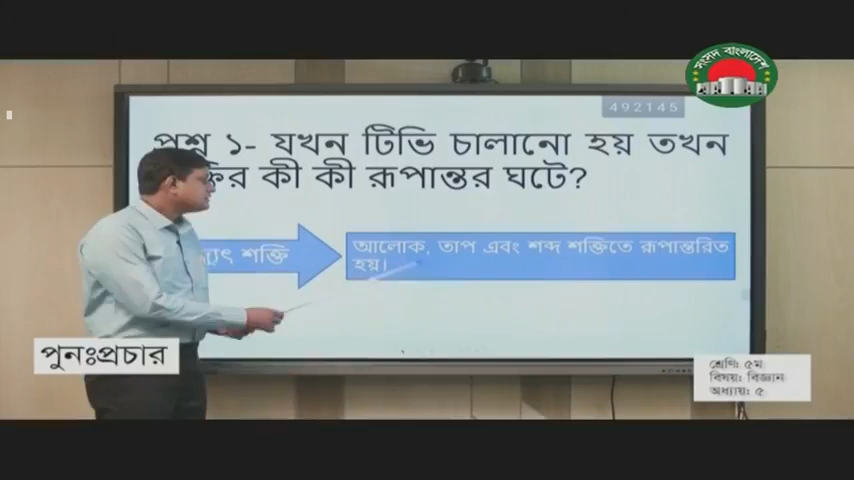 সংসদ বাংলাদেশ
492145
প্রশ্ন ১- যখন টিভি চালানো হয় তখন
কী কী রূপান্তর ঘটে?
শক্তি
আলোক, তাপ এবং শব্দ শক্তিতে রূপান্তরিত
হয়।
পুনঃপ্রচার
শ্রেণি: ৫ম
বিষয়: বিজ্ঞান
অধ্যায়: ৫